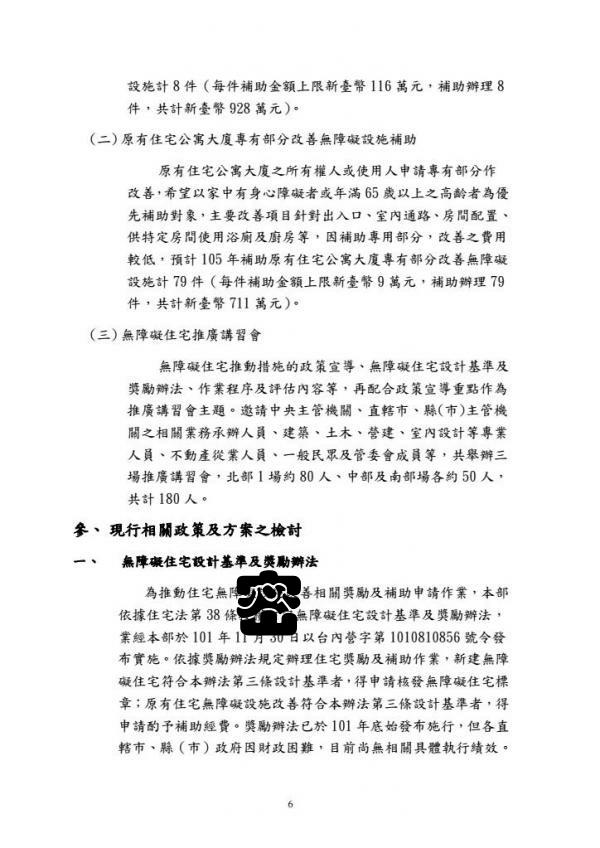 設施計 8 件（每件補助金額上限新臺幣 116 萬元，補助辦理 8
件，共計新臺幣 928 萬元）。
（二）原有住宅公寓大廈專有部分改善無障礙設施補助
原有住宅公寓大廈之所有權人或使用人申請專有部分作
改善，希望以家中有身心障礙者或年滿 65 歲以上之高齡者為優
先補助對象，主要改善項目針對出入口、室內通路、房間配置、
供特定房間使用浴廁及廚房等，因補助專用部分，改善之費用
較低，預計 105 年補助原有住宅公寓大廈專有部分改善無障礙
設施計 79 件（每件補助金額上限新臺幣 9 萬元，補助辦理 79
件，共計新臺幣 711 萬元）。
（三）無障礙住宅推廣講習會
無障礙住宅推動措施的政策宣導、無障礙住宅設計基準及
獎勵辦法、作業程序及評估內容等，再配合政策宣導重點作為
推廣講習會主題。邀請中央主管機關、直轄市、縣(市)主管機
關之相關業務承辦人員、建築、土木、營建、室內設計等專業
人員、不動產從業人員、一般民眾及管委會成員等，共舉辦三
場推廣講習會，北部 1 場約 80 人、中部及南部場各約 50 人，
共計 180 人。
參、 現行相關政策及方案之檢討
一、 無障礙住宅設計基準及獎勵辦法
為推動住宅無障善相關獎勵及補助申請作業，本部
依據住宅法第 38 條無障礙住宅設計基準及獎勵辦法，
業經本部於 101 年 11 月 30 日以台內營字第 1010810856 號令發
布實施。依據獎勵辦法規定辦理住宅獎勵及補助作業，新建無障
礙住宅符合本辦法第三條設計基準者，得申請核發無障礙住宅標
章；原有住宅無障礙設施改善符合本辦法第三條設計基準者，得
申請酌予補助經費。獎勵辦法已於 101 年底始發布施行，但各直
轄市、縣（市）政府因財政困難，目前尚無相關具體執行績效。
6